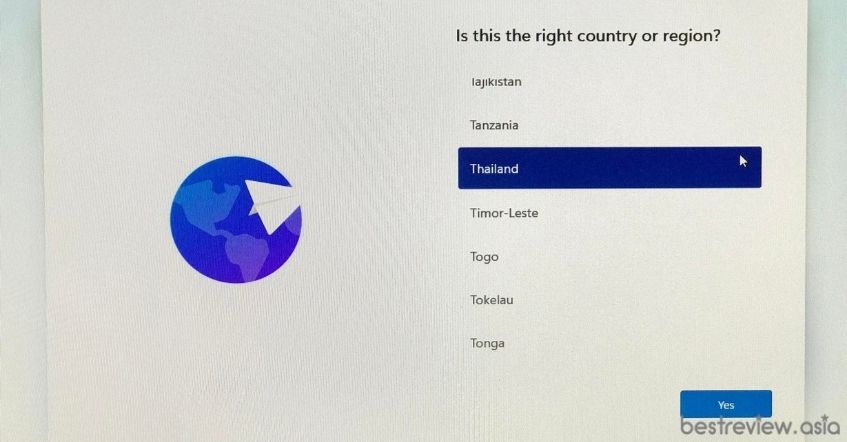 Is this the right country or region?
Tajikistan
Tanzania
Thailand
Timor-Leste
Togo
Tokelau
Tonga
Yes
bestreview.asia